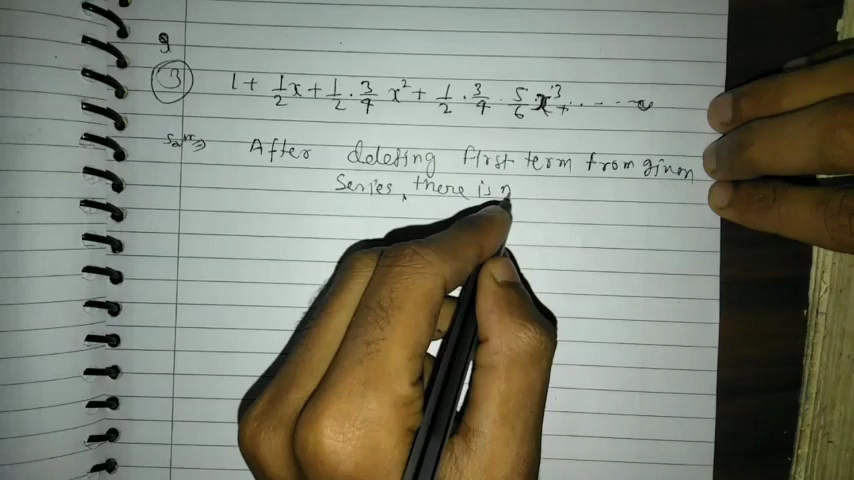 9
3 1 + 1/2 x + 1/2 · 3/4 x² + 1/2 · 3/4 · 5/6 x³ + · · · · ∞
Solⁿ⇒ After deleting first term from given
Series, there is n